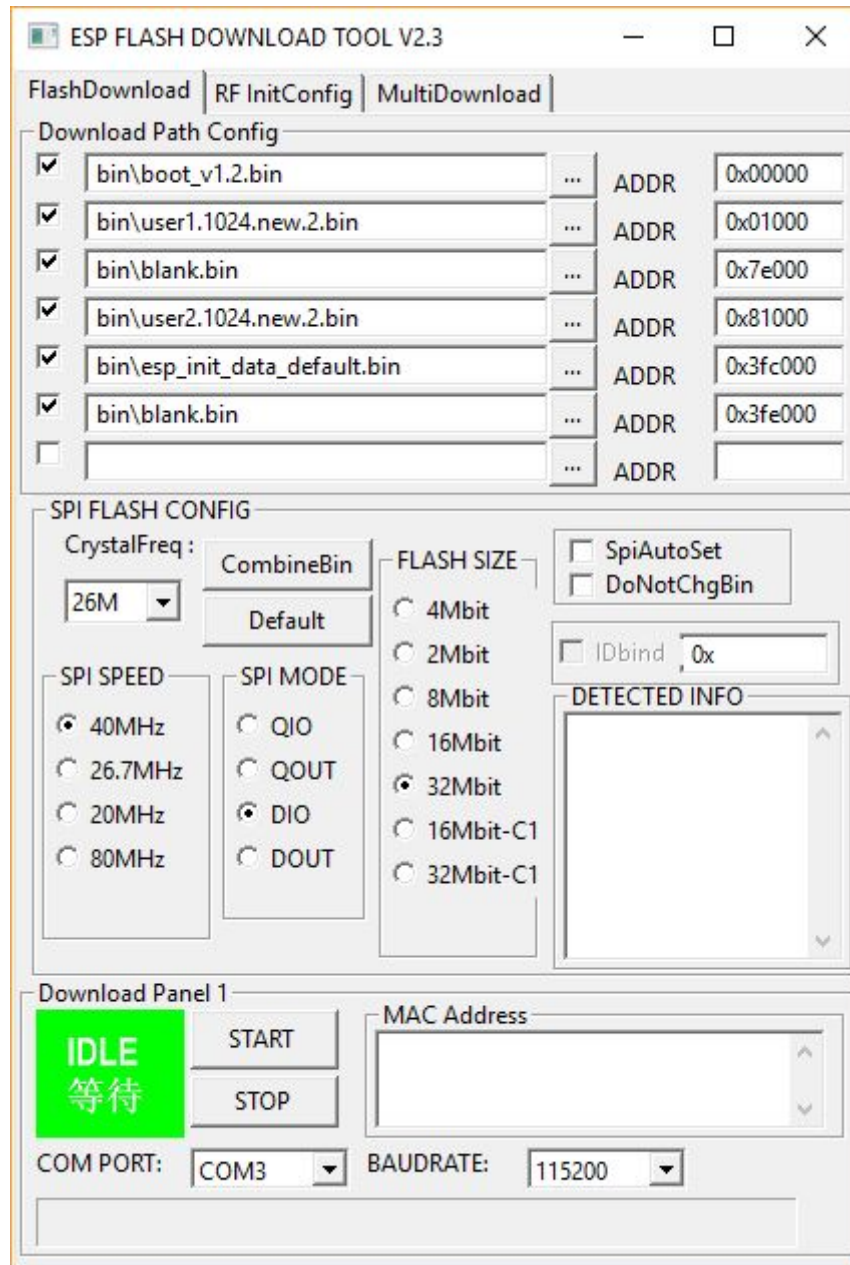 ESP FLASH DOWNLOAD TOOL V2.3
FlashDownload RF InitConfig MultiDownload
Download Path Config
bin\boot_v1.2.bin ... ADDR 0x00000
bin\user1.1024.new.2.bin ... ADDR 0x01000
bin\blank.bin ... ADDR 0x7e000
bin\user2.1024.new.2.bin ... ADDR 0x81000
bin\esp_init_data_default.bin ... ADDR 0x3fc000
bin\blank.bin ... ADDR 0x3fe000
... ADDR
SPI FLASH CONFIG
CrystalFreq :
26M
CombineBin
Default
SPI SPEED
40MHz
26.7MHz
20MHz
80MHz
SPI MODE
QIO
QOUT
DIO
DOUT
FLASH SIZE
4Mbit
2Mbit
8Mbit
16Mbit
32Mbit
16Mbit-C1
32Mbit-C1
SpiAutoSet
DoNotChgBin
IDbind 0x
DETECTED INFO
Download Panel 1
IDLE
等待
START
STOP
MAC Address
COM PORT: COM3 BAUDRATE: 115200